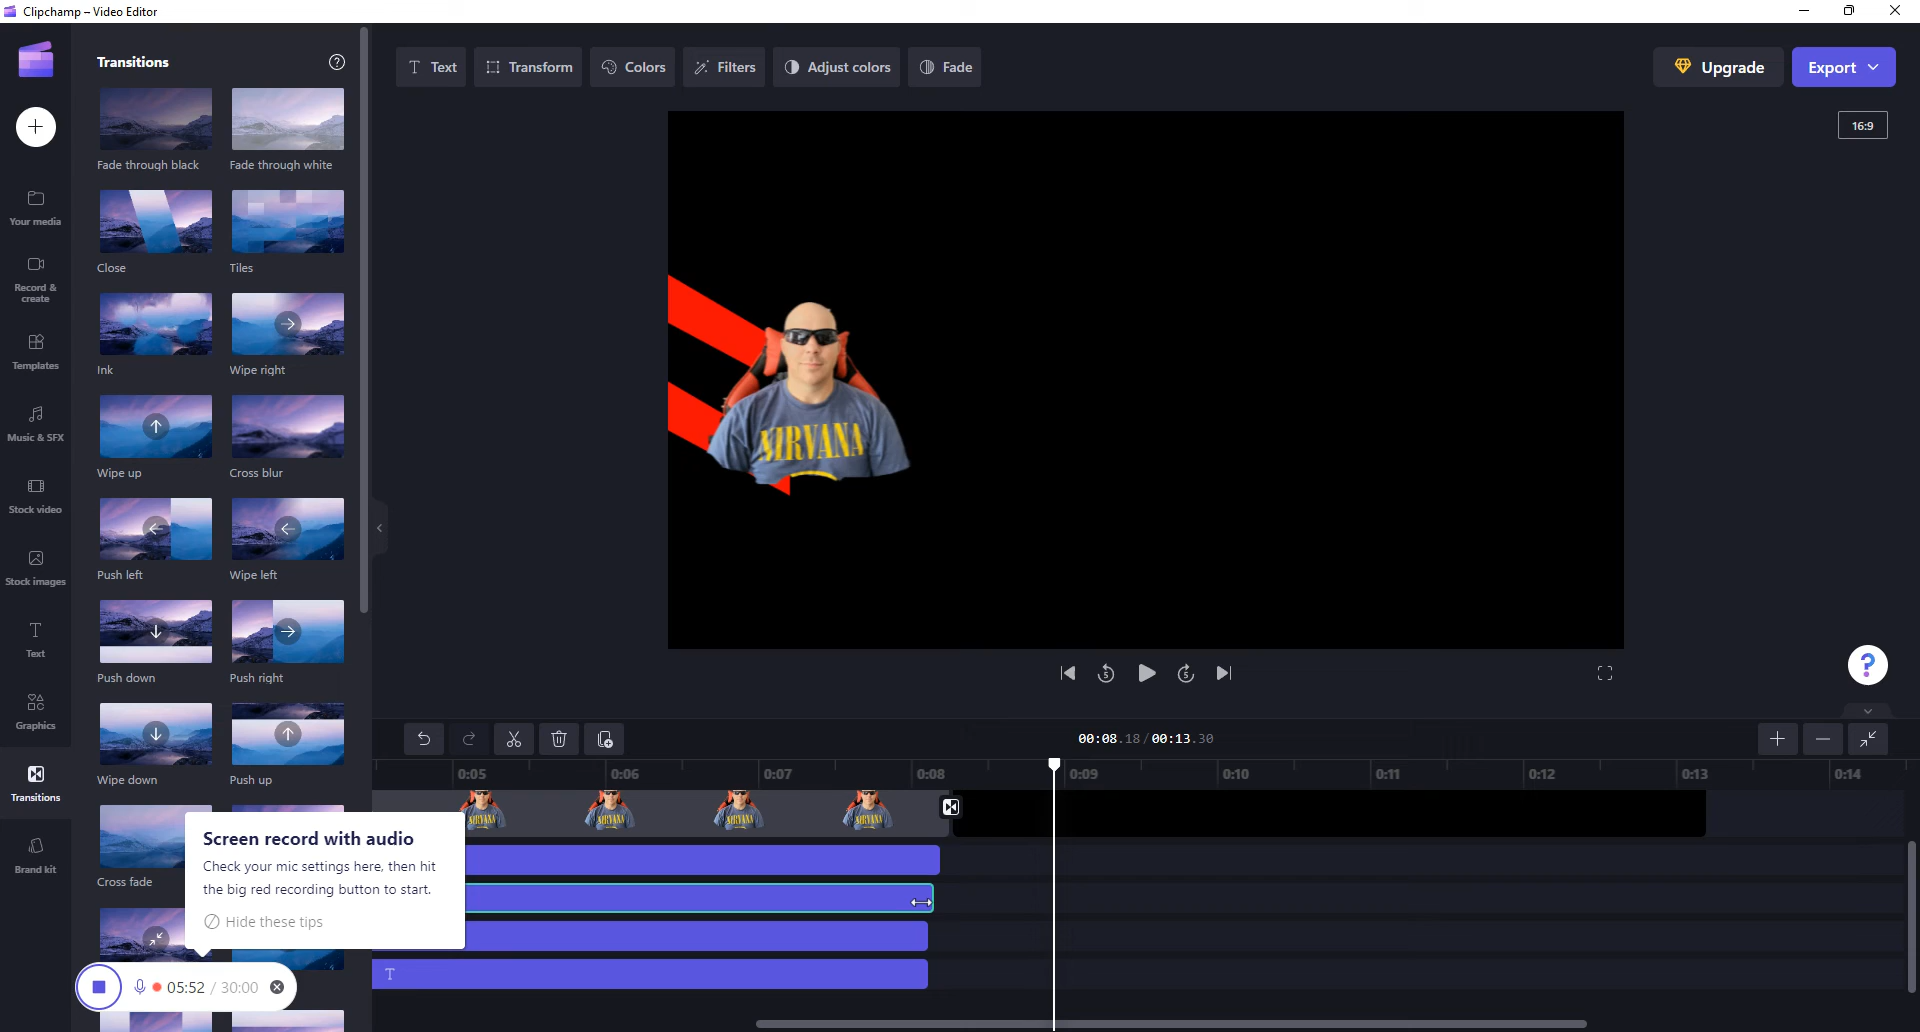 Clipchamp – Video Editor
Transitions
Text
Transform
Colors
Filters
Adjust colors
Fade
Upgrade
Export
16:9
Fade through black
Fade through white
Your media
Close
Tiles
Record & create
Ink
Wipe right
Templates
Wipe up
Cross blur
Music & SFX
Stock video
Push left
Wipe left
Stock images
Text
Push down
Push right
Graphics
Wipe down
Push up
Transitions
Brand kit
Cross fade
NIRVANA
5
5
?
00:08.18 / 00:13.30
0:05
0:06
0:07
0:08
0:09
0:10
0:11
0:12
0:13
0:14
Screen record with audio
Check your mic settings here, then hit
the big red recording button to start.
Hide these tips
T
05:52 / 30:00